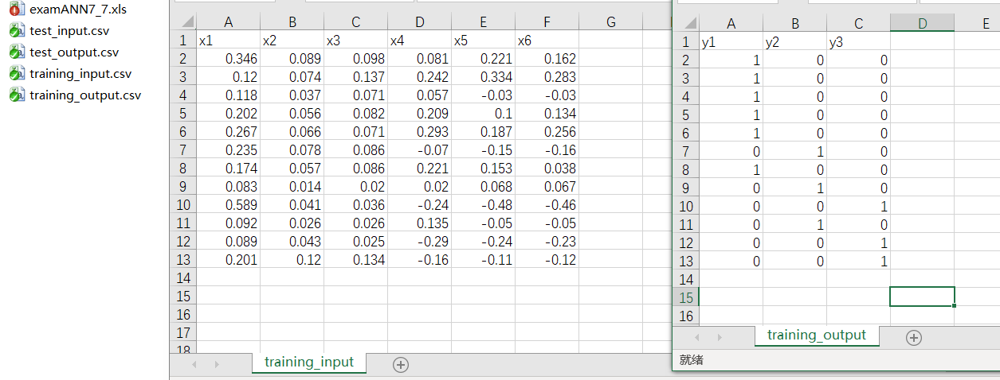 examANN7_7.xls
test_input.csv
test_output.csv
training_input.csv
training_output.csv
A B C D E F G
1 x1 x2 x3 x4 x5 x6
2 0.346 0.089 0.098 0.081 0.221 0.162
3 0.12 0.074 0.137 0.242 0.334 0.283
4 0.118 0.037 0.071 0.057 -0.03 -0.03
5 0.202 0.056 0.082 0.209 0.1 0.134
6 0.267 0.066 0.071 0.293 0.187 0.256
7 0.235 0.078 0.086 -0.07 -0.15 -0.16
8 0.174 0.057 0.086 0.221 0.153 0.038
9 0.083 0.014 0.02 0.02 0.068 0.067
10 0.589 0.041 0.036 -0.24 -0.48 -0.46
11 0.092 0.026 0.026 0.135 -0.05 -0.05
12 0.089 0.043 0.025 -0.29 -0.24 -0.23
13 0.201 0.12 0.134 -0.16 -0.11 -0.12
14
15
16
17
18
training_input
A B C D E
1 y1 y2 y3
2 1 0 0
3 1 0 0
4 1 0 0
5 1 0 0
6 1 0 0
7 0 1 0
8 1 0 0
9 0 1 0
10 0 0 1
11 0 1 0
12 0 0 1
13 0 0 1
14
15
16
training_output
就绪